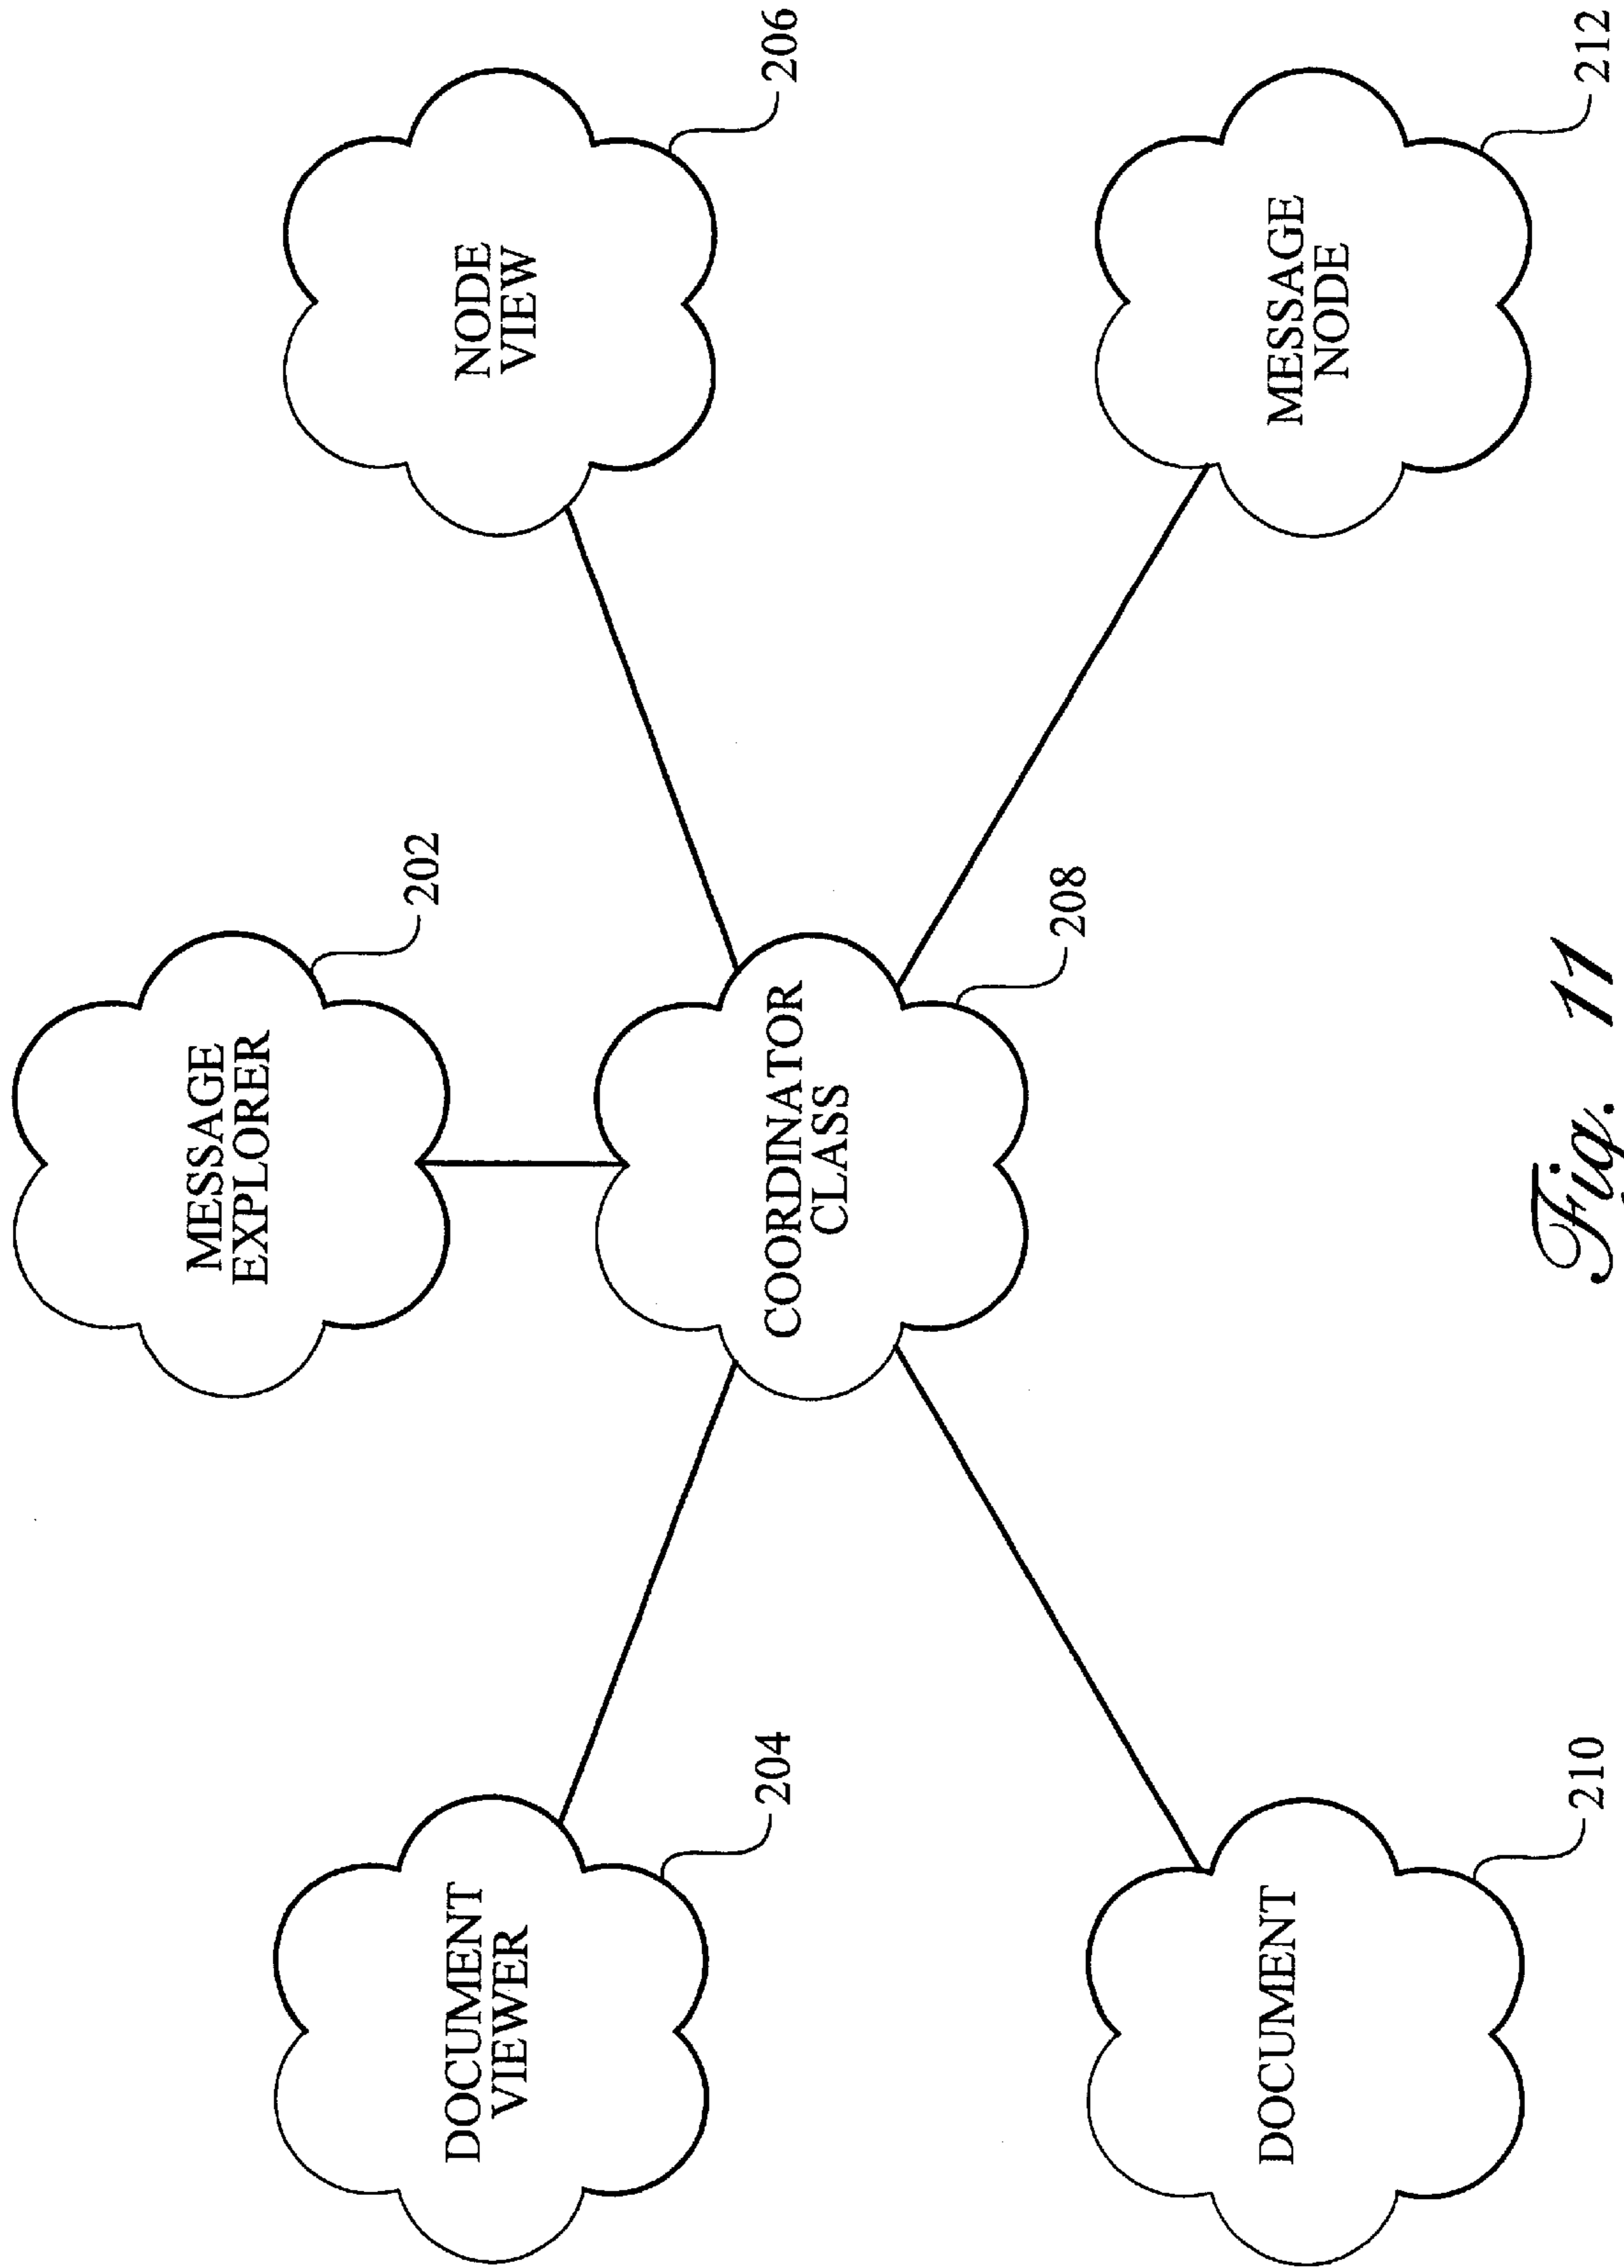 MESSAGE
EXPLORER
202
DOCUMENT
VIEWER
204
NODE
VIEW
206
COORDINATOR
CLASS
208
DOCUMENT
210
MESSAGE
NODE
212
Fig. 11